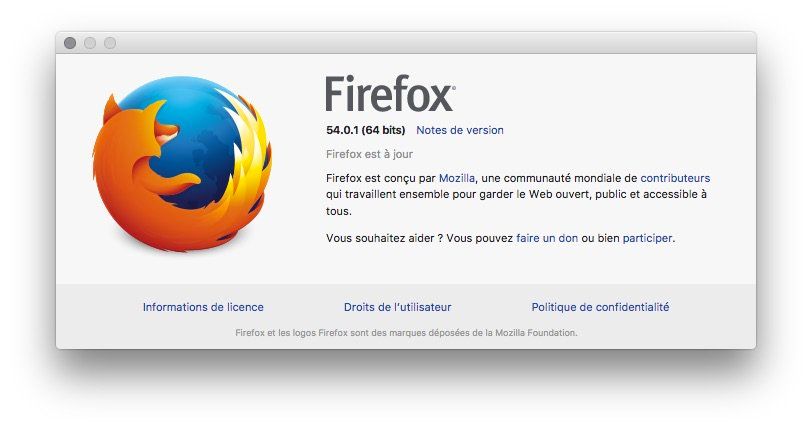 Firefox®
54.0.1 (64 bits) Notes de version
Firefox est à jour
Firefox est conçu par Mozilla, une communauté mondiale de contributeurs
qui travaillent ensemble pour garder le Web ouvert, public et accessible à
tous.
Vous souhaitez aider ? Vous pouvez faire un don ou bien participer.
Informations de licence Droits de l’utilisateur Politique de confidentialité
Firefox et les logos Firefox sont des marques déposées de la Mozilla Foundation.